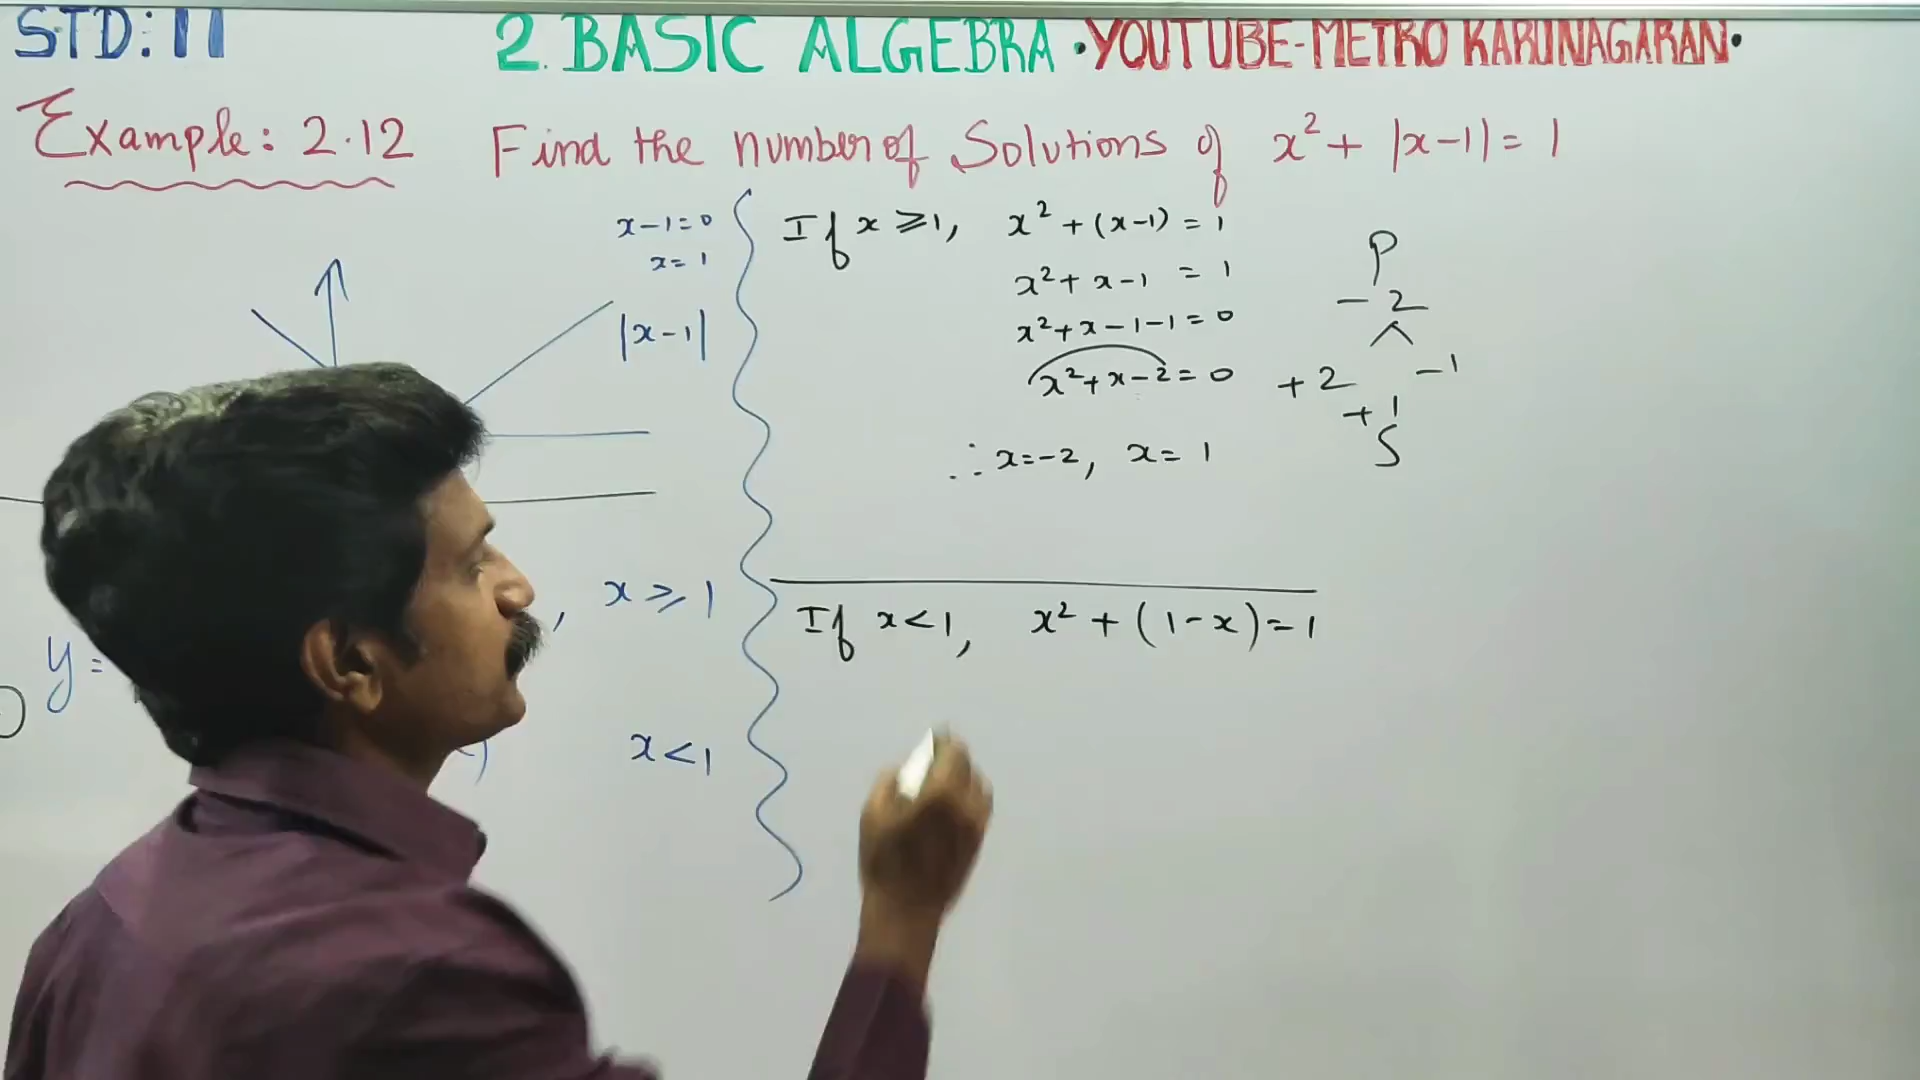 STD: 11
2. BASIC ALGEBRA • YOUTUBE-METRO KARUNAGARAN •
Example: 2.12 Find the number of Solutions of x² + |x-1| = 1
x-1=0
x=1
|x-1|
y=
, x ≥ 1
x < 1
If x ≥ 1, x² + (x-1) = 1
x² + x - 1 = 1
x² + x - 1 - 1 = 0
x² + x - 2 = 0
∴ x = -2, x = 1
P
- 2
+2 -1
+1
S
If x < 1, x² + (1-x) = 1